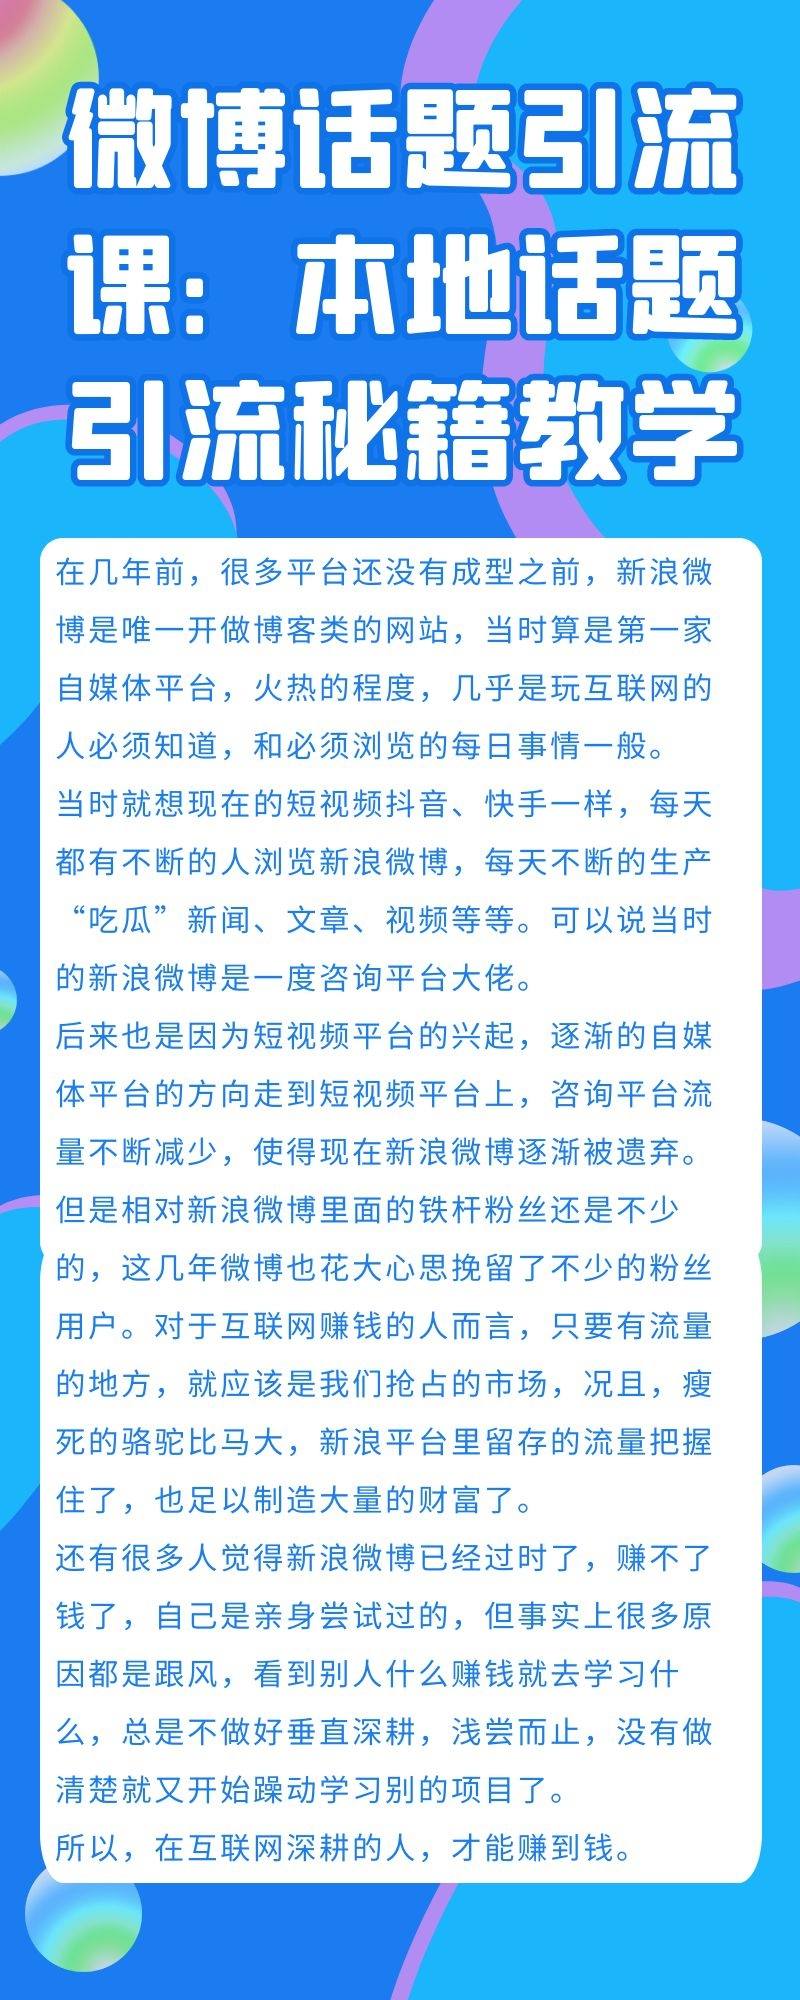 微博话题引流
课：本地话题
引流秘籍教学
在几年前，很多平台还没有成型之前，新浪微
博是唯一开做博客类的网站，当时算是第一家
自媒体平台，火热的程度，几乎是玩互联网的
人必须知道，和必须浏览的每日事情一般。
当时就想现在的短视频抖音、快手一样，每天
都有不断的人浏览新浪微博，每天不断的生产
“吃瓜”新闻、文章、视频等等。可以说当时
的新浪微博是一度咨询平台大佬。
后来也是因为短视频平台的兴起，逐渐的自媒
体平台的方向走到短视频平台上，咨询平台流
量不断减少，使得现在新浪微博逐渐被遗弃。
但是相对新浪微博里面的铁杆粉丝还是不少
的，这几年微博也花大心思挽留了不少的粉丝
用户。对于互联网赚钱的人而言，只要有流量
的地方，就应该是我们抢占的市场，况且，瘦
死的骆驼比马大，新浪平台里留存的流量把握
住了，也足以制造大量的财富了。
还有很多人觉得新浪微博已经过时了，赚不了
钱了，自己是亲身尝试过的，但事实上很多原
因都是跟风，看到别人什么赚钱就去学习什
么，总是不做好垂直深耕，浅尝而止，没有做
清楚就又开始躁动学习别的项目了。
所以，在互联网深耕的人，才能赚到钱。